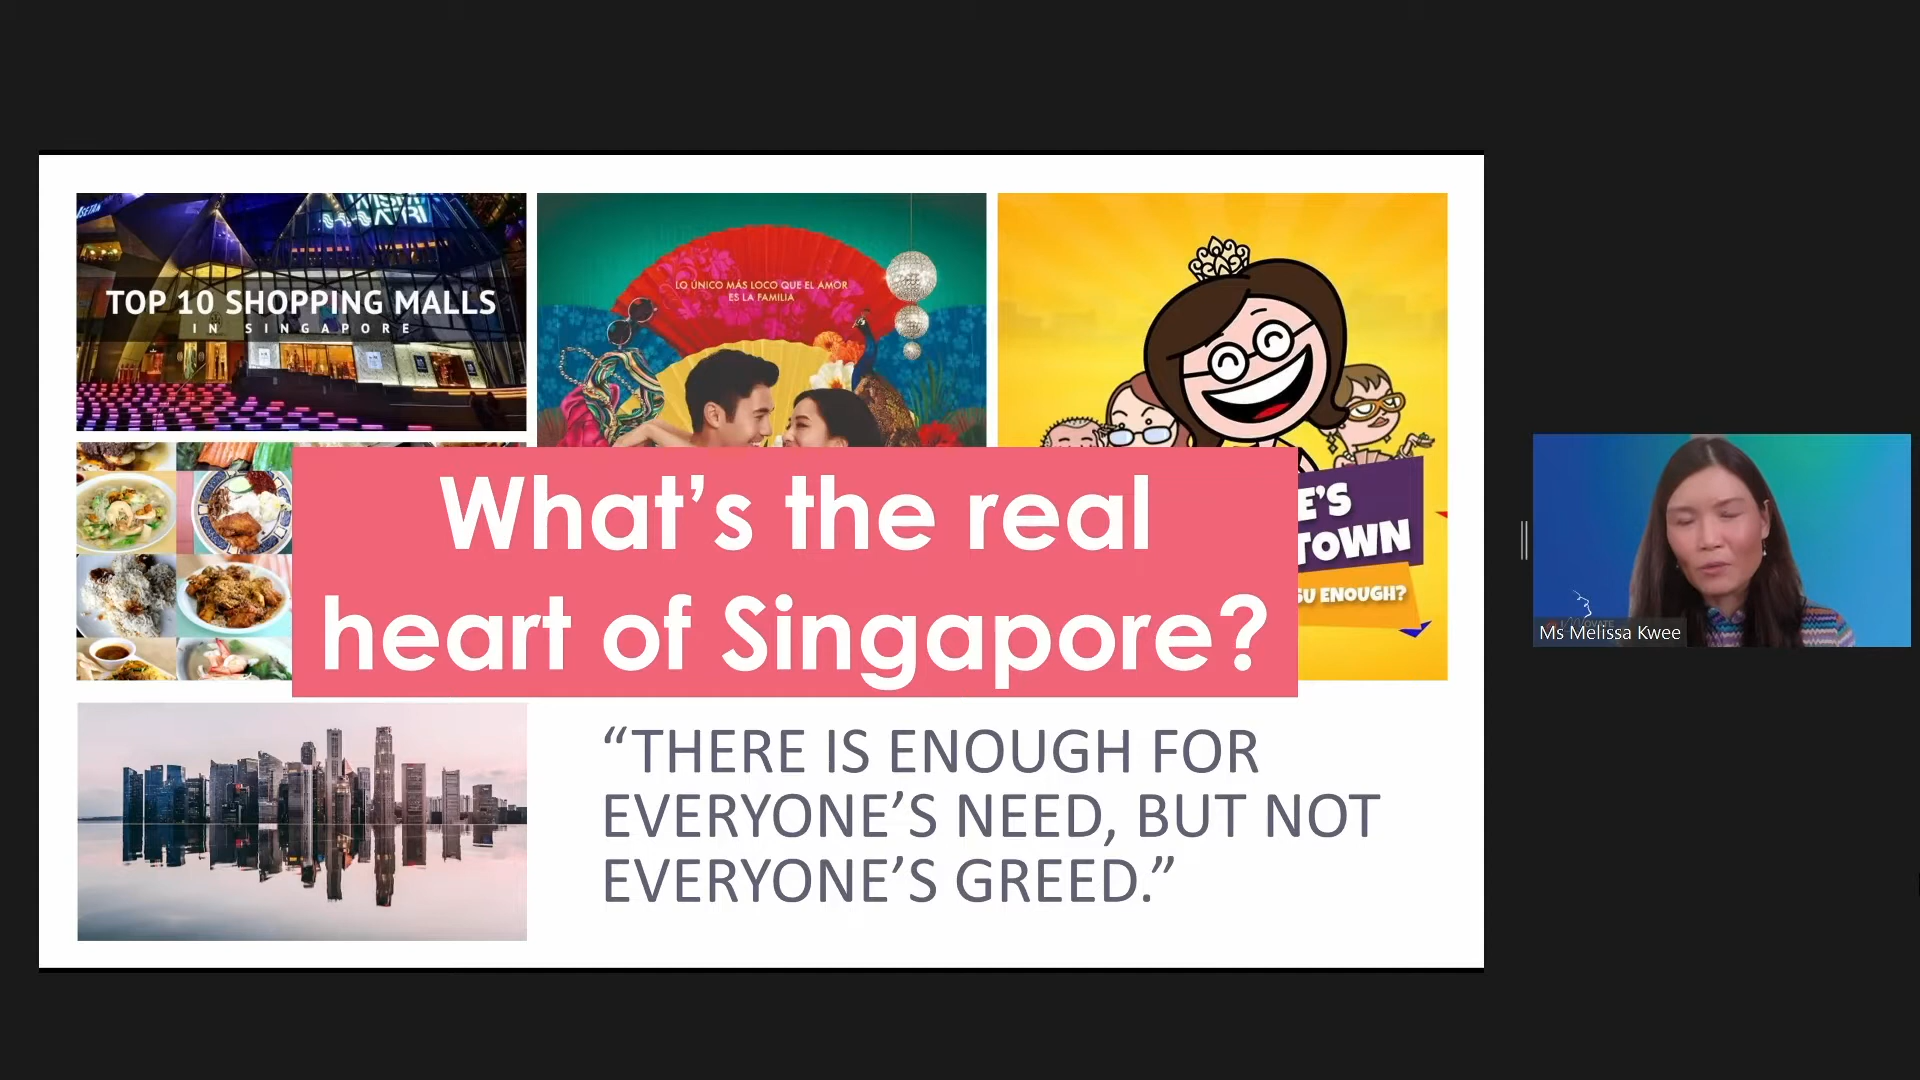 TOP 10 SHOPPING MALLS
IN SINGAPORE
LO ÚNICO MÁS LOCO QUE EL AMOR
ES LA FAMILIA
What’s the real
heart of Singapore?
E’S
TOWN
SU ENOUGH?
“THERE IS ENOUGH FOR
EVERYONE’S NEED, BUT NOT
EVERYONE’S GREED.”
Ms Melissa Kwee